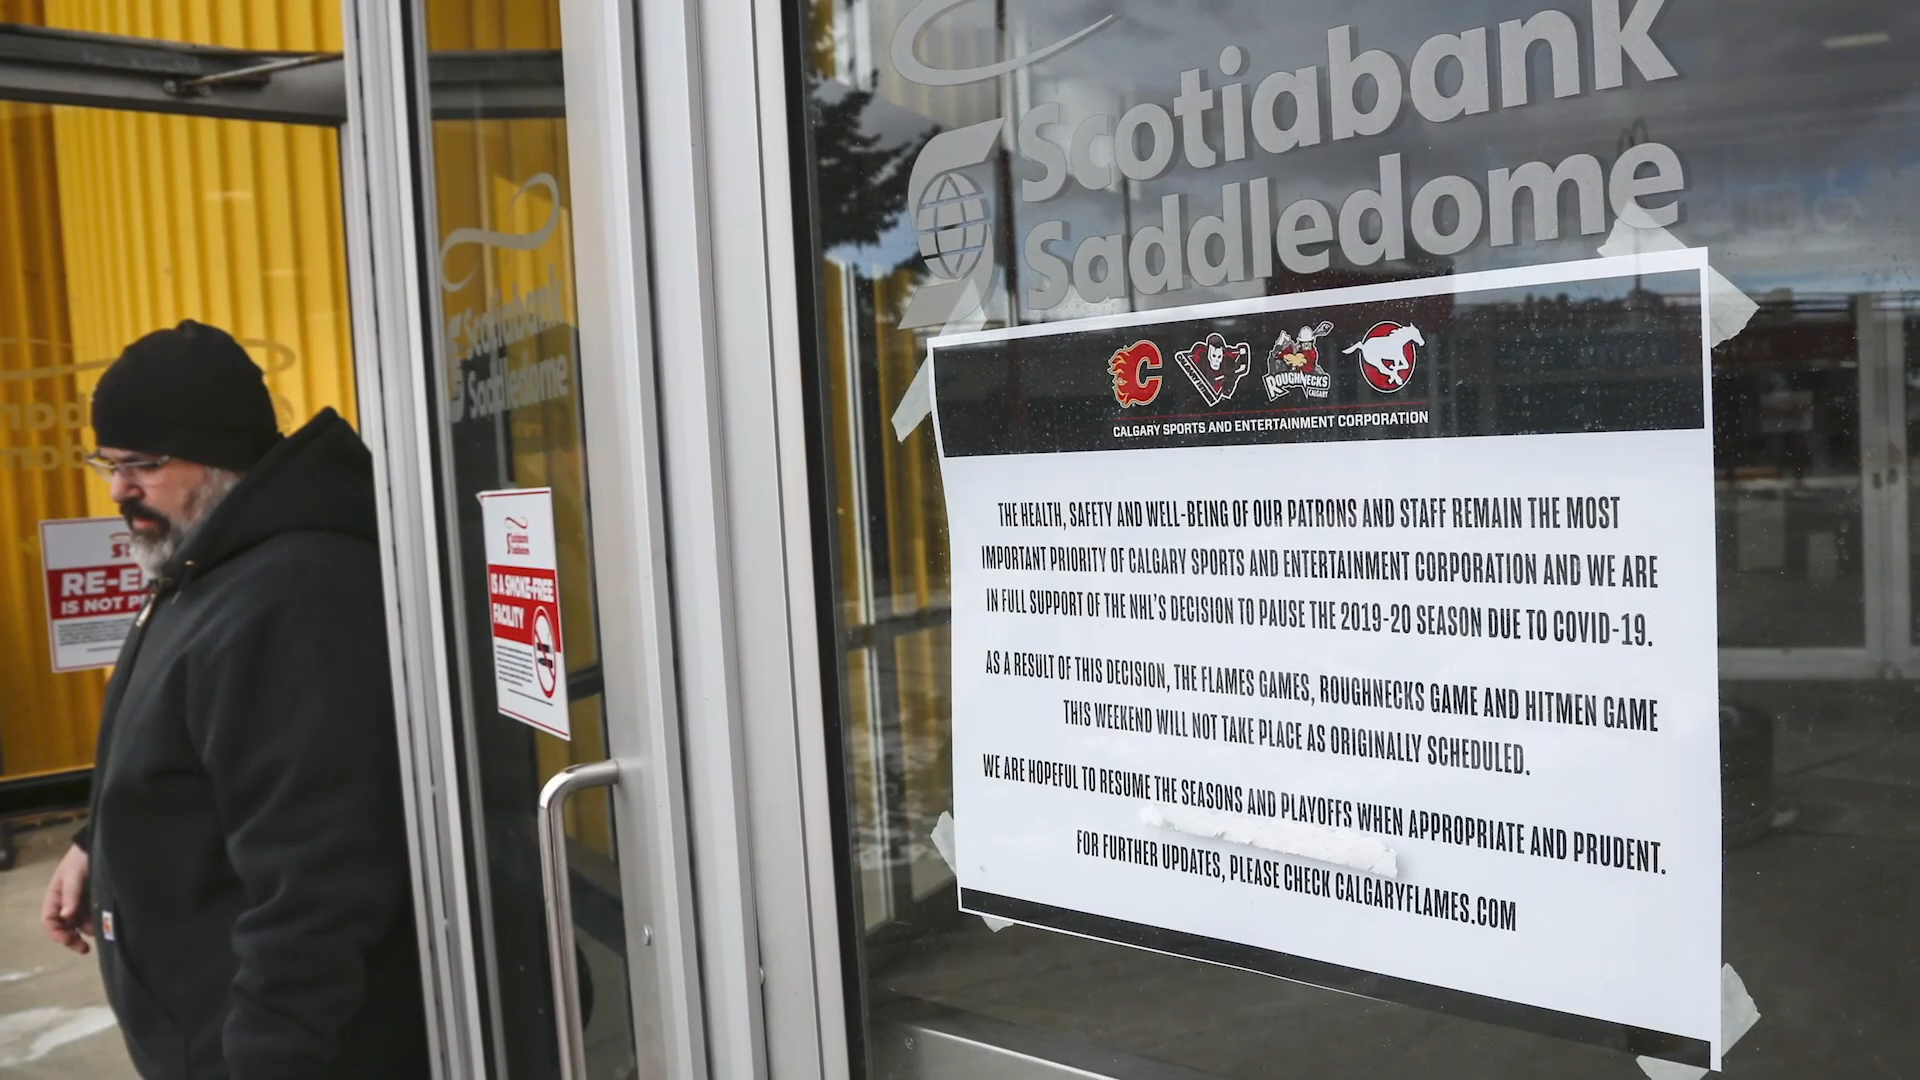 Scotiabank
Saddledome
Scotiabank
Saddledome
RE-E
IS NOT P
Scotiabank
Saddledome
IS A SMOKE-FREE
FACILITY
C
ROUGHNECKS
CALGARY
CALGARY SPORTS AND ENTERTAINMENT CORPORATION
THE HEALTH, SAFETY AND WELL-BEING OF OUR PATRONS AND STAFF REMAIN THE MOST
IMPORTANT PRIORITY OF CALGARY SPORTS AND ENTERTAINMENT CORPORATION AND WE ARE
IN FULL SUPPORT OF THE NHL'S DECISION TO PAUSE THE 2019-20 SEASON DUE TO COVID-19.
AS A RESULT OF THIS DECISION, THE FLAMES GAMES, ROUGHNECKS GAME AND HITMEN GAME
THIS WEEKEND WILL NOT TAKE PLACE AS ORIGINALLY SCHEDULED.
WE ARE HOPEFUL TO RESUME THE SEASONS AND PLAYOFFS WHEN APPROPRIATE AND PRUDENT.
FOR FURTHER UPDATES, PLEASE CHECK CALGARYFLAMES.COM